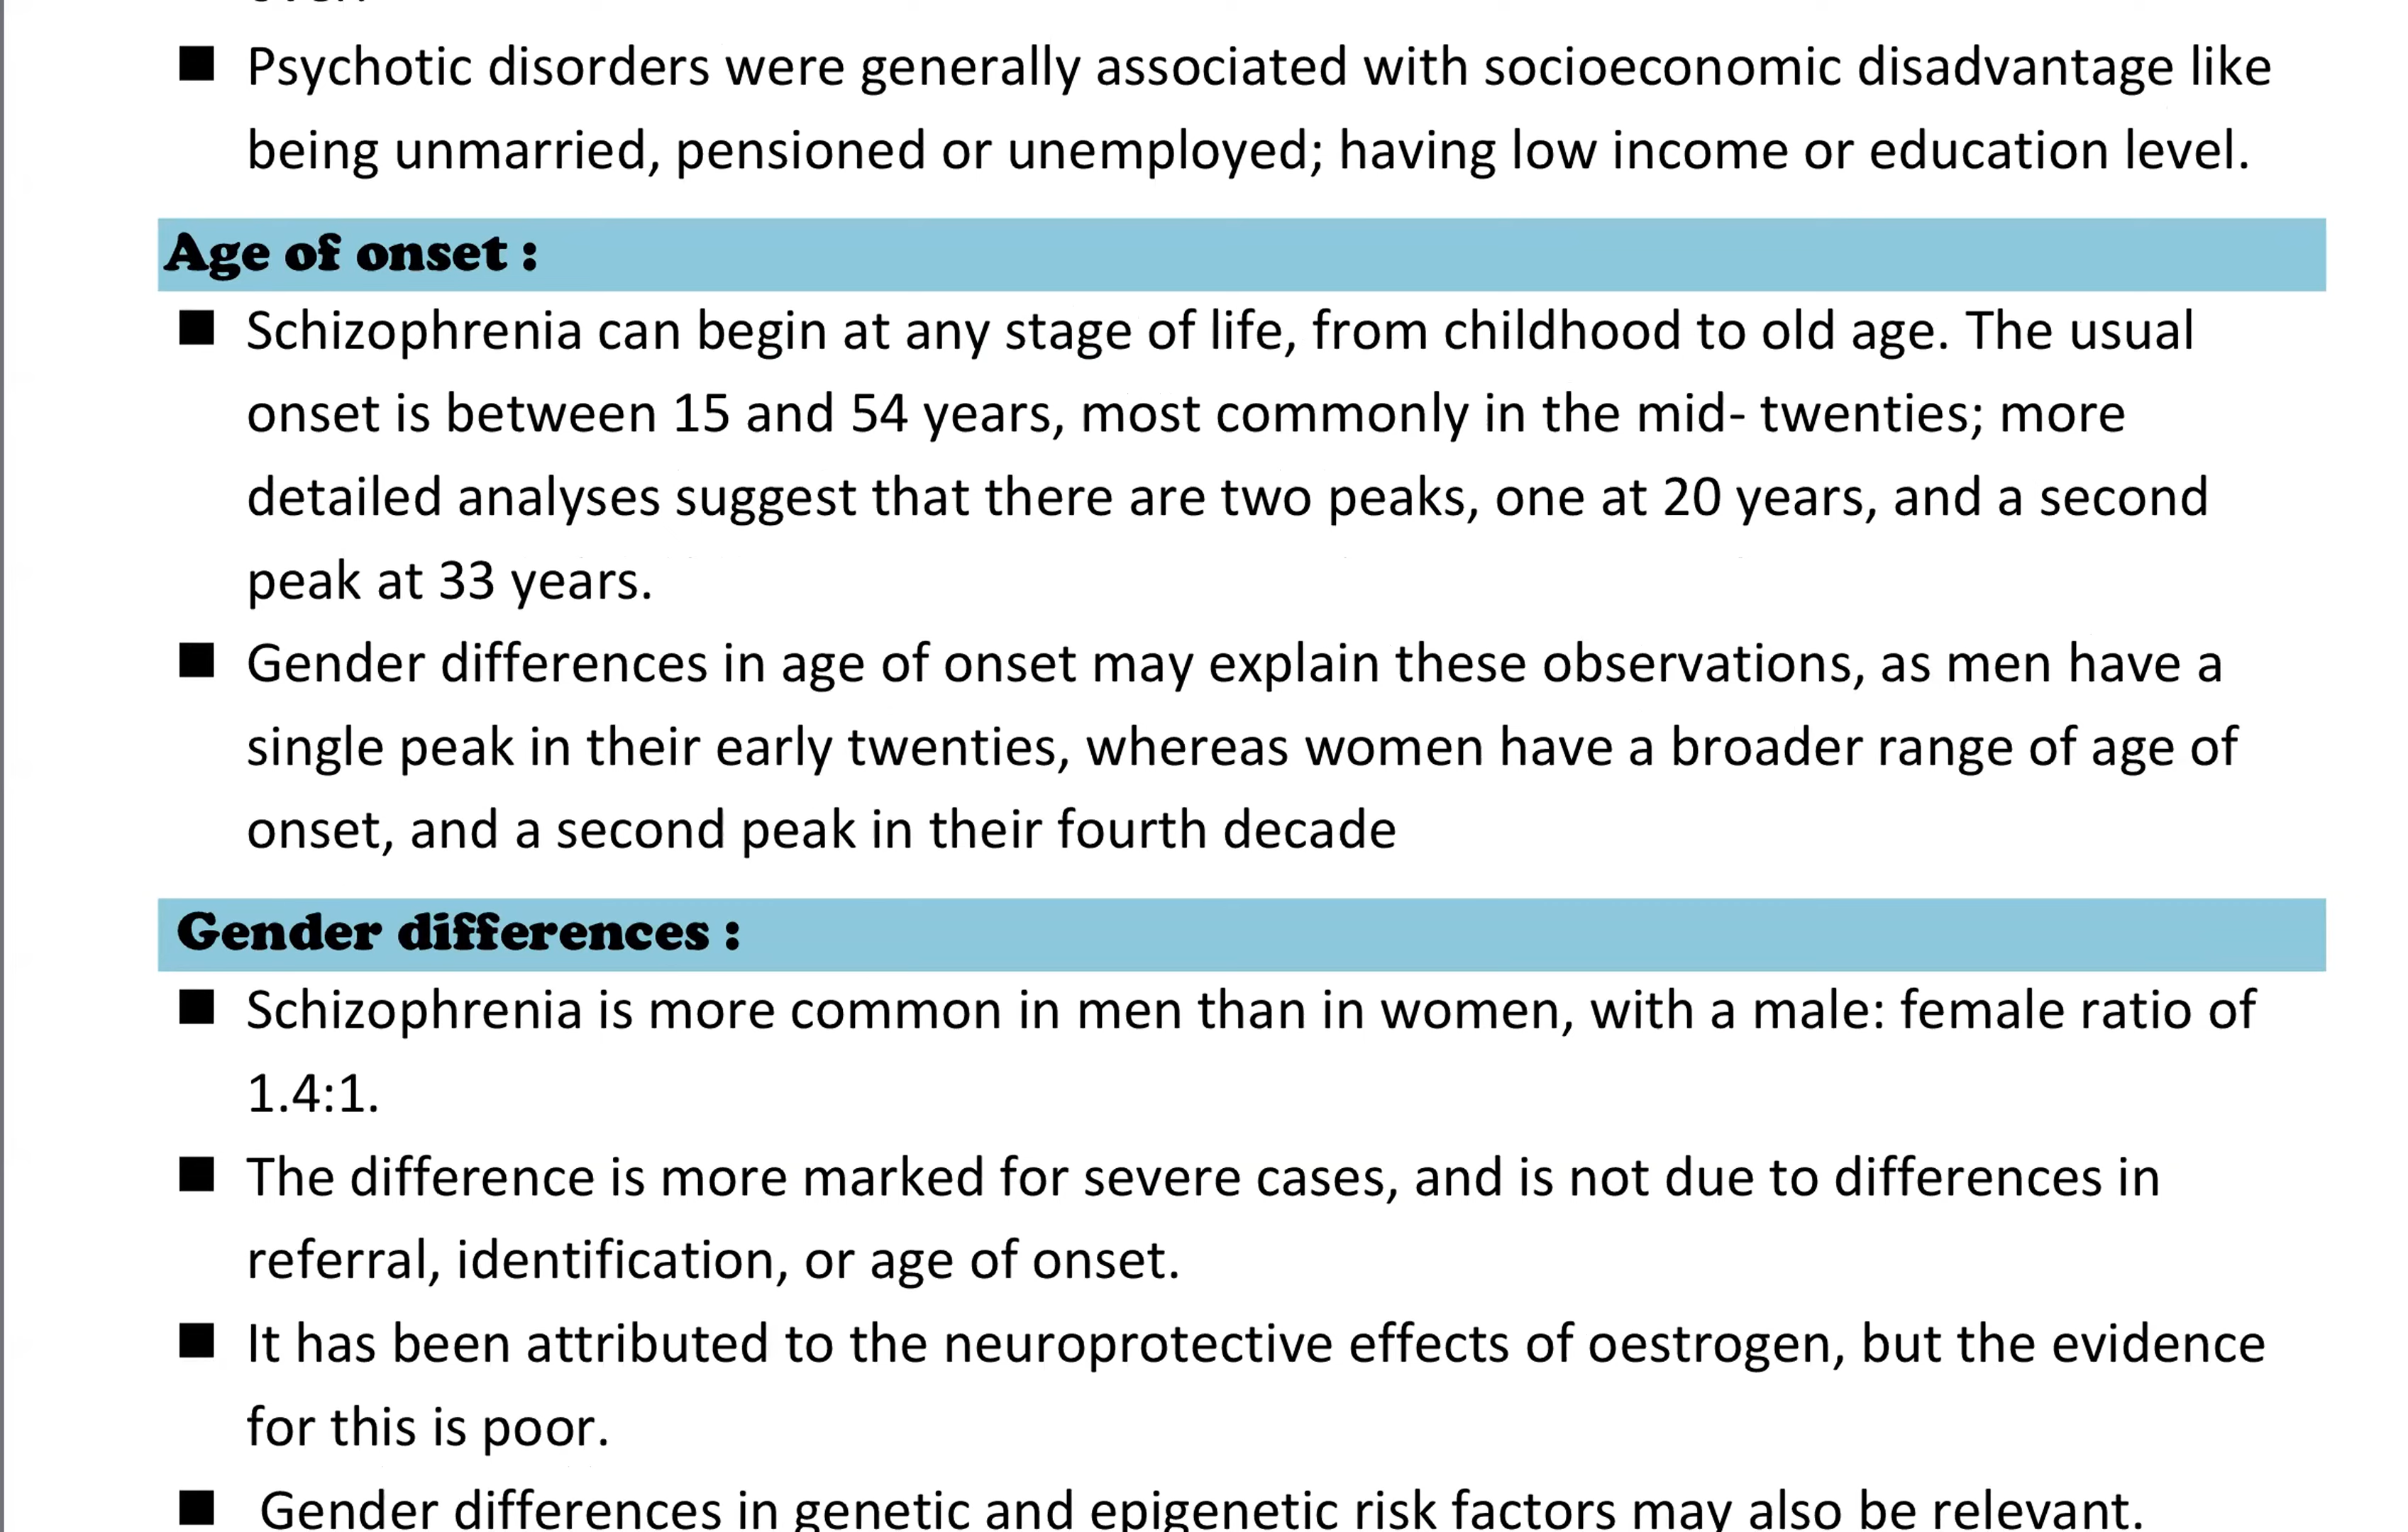 ■ Psychotic disorders were generally associated with socioeconomic disadvantage like
being unmarried, pensioned or unemployed; having low income or education level.
Age of onset :
■ Schizophrenia can begin at any stage of life, from childhood to old age. The usual
onset is between 15 and 54 years, most commonly in the mid- twenties; more
detailed analyses suggest that there are two peaks, one at 20 years, and a second
peak at 33 years.
■ Gender differences in age of onset may explain these observations, as men have a
single peak in their early twenties, whereas women have a broader range of age of
onset, and a second peak in their fourth decade
Gender differences :
■ Schizophrenia is more common in men than in women, with a male: female ratio of
1.4:1.
■ The difference is more marked for severe cases, and is not due to differences in
referral, identification, or age of onset.
■ It has been attributed to the neuroprotective effects of oestrogen, but the evidence
for this is poor.
■ Gender differences in genetic and epigenetic risk factors may also be relevant.